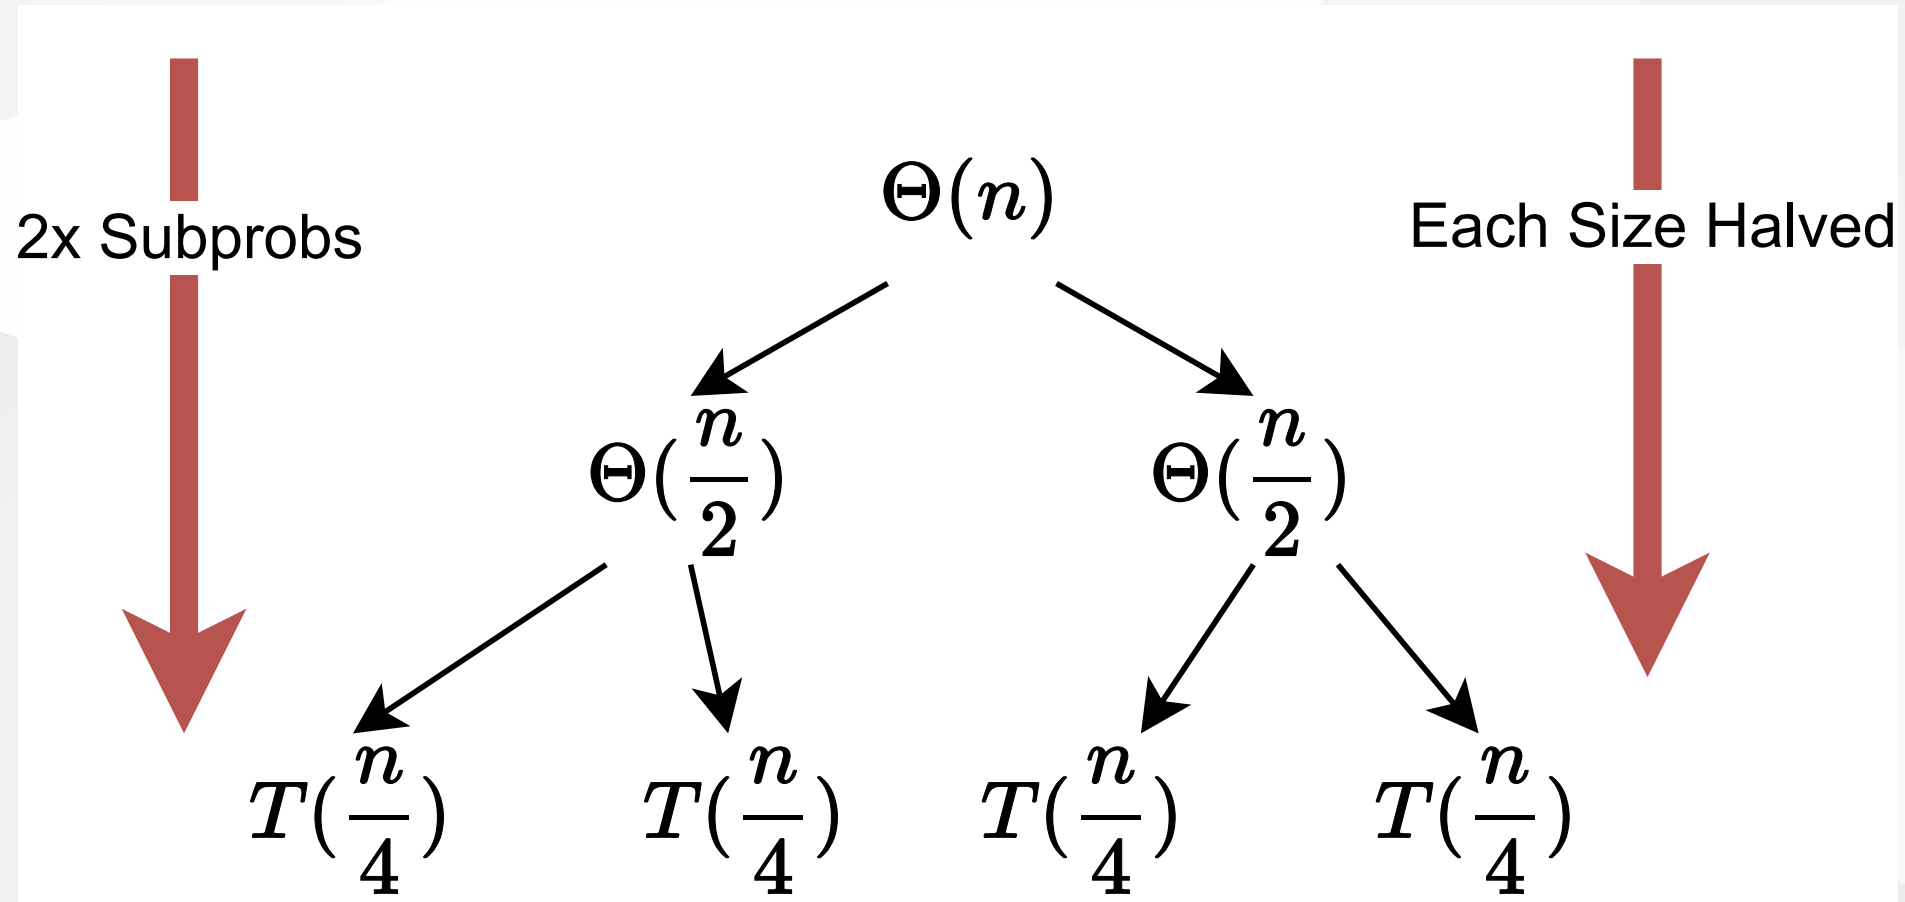 Θ(n)
2x Subprobs
Each Size Halved
Θ(n/2)
Θ(n/2)
T(n/4)
T(n/4)
T(n/4)
T(n/4)